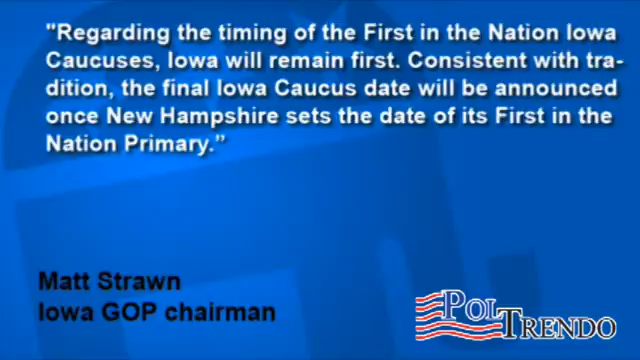 "Regarding the timing of the First in the Nation Iowa
Caucuses, Iowa will remain first. Consistent with tra-
dition, the final Iowa Caucus date will be announced
once New Hampshire sets the date of its First in the
Nation Primary.”
Matt Strawn
Iowa GOP chairman
POLTRENDO